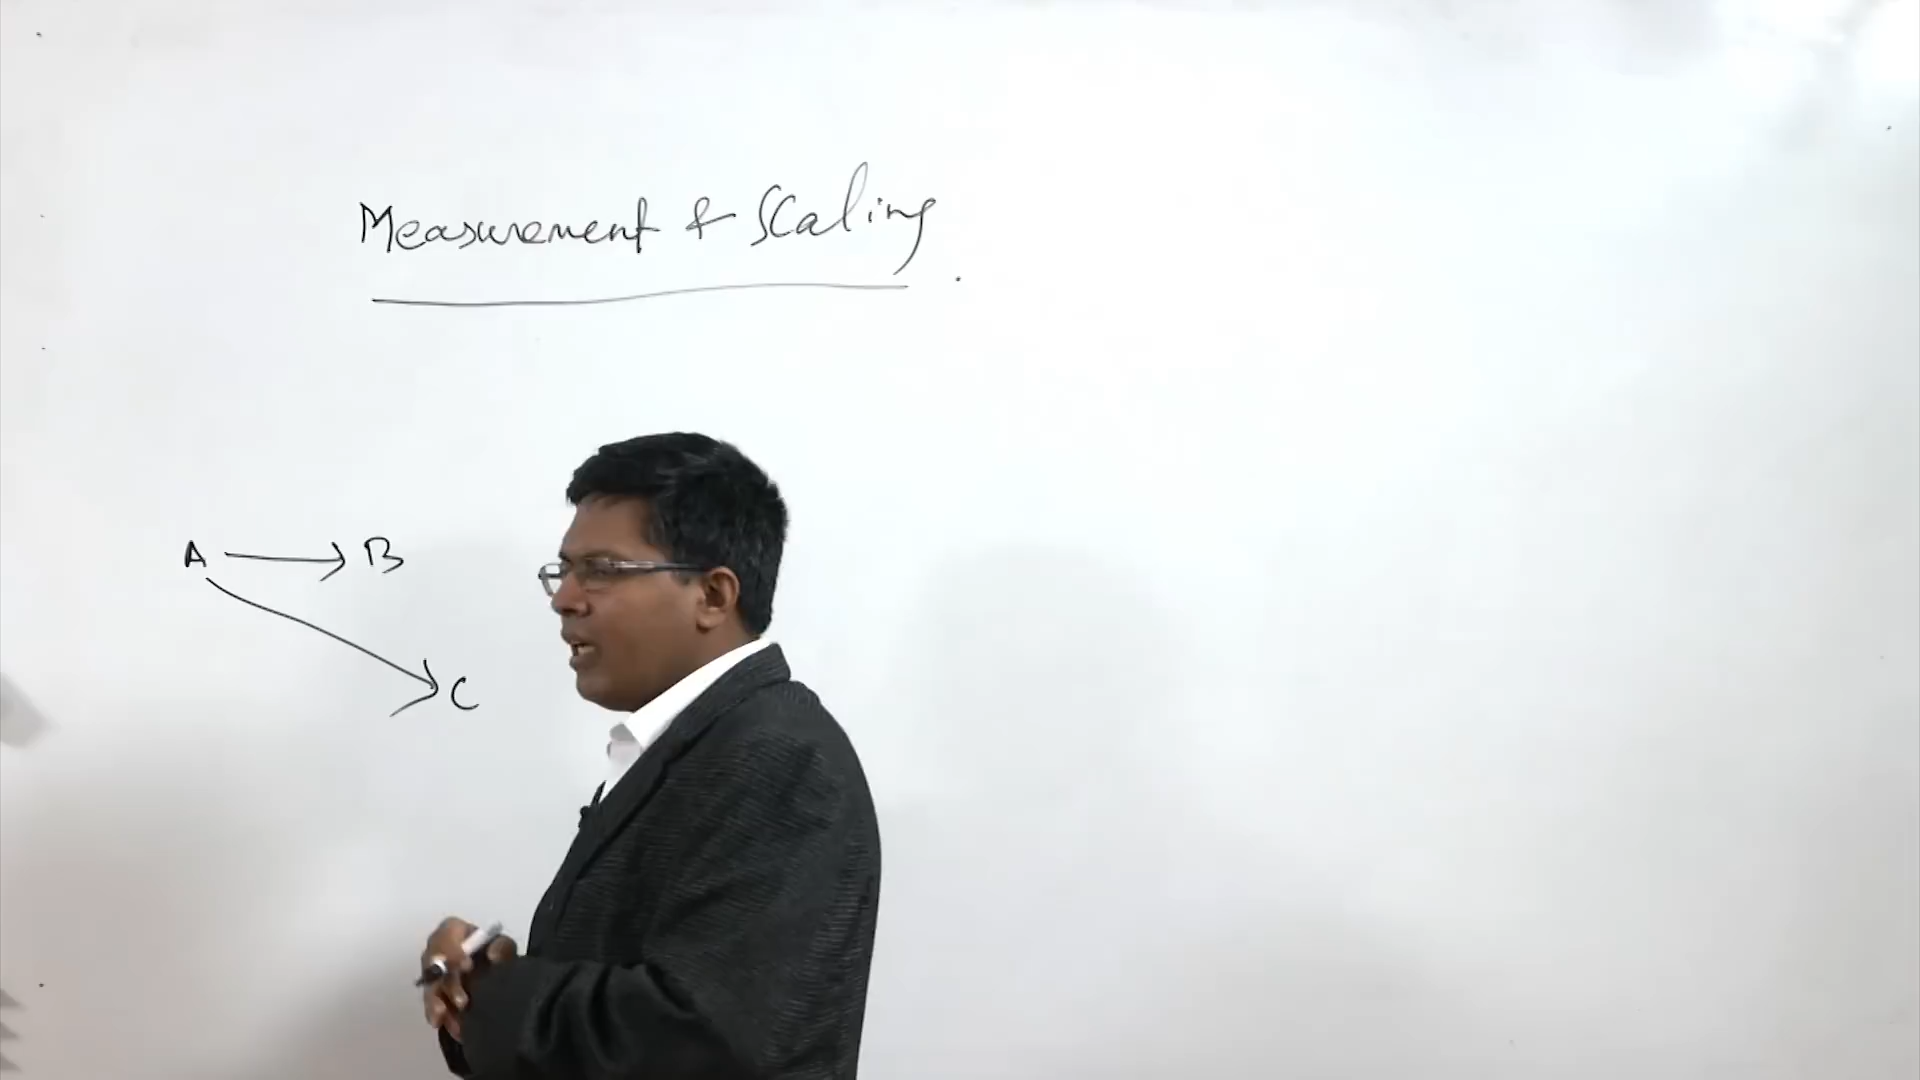 Measurement & Scaling
A → B
C